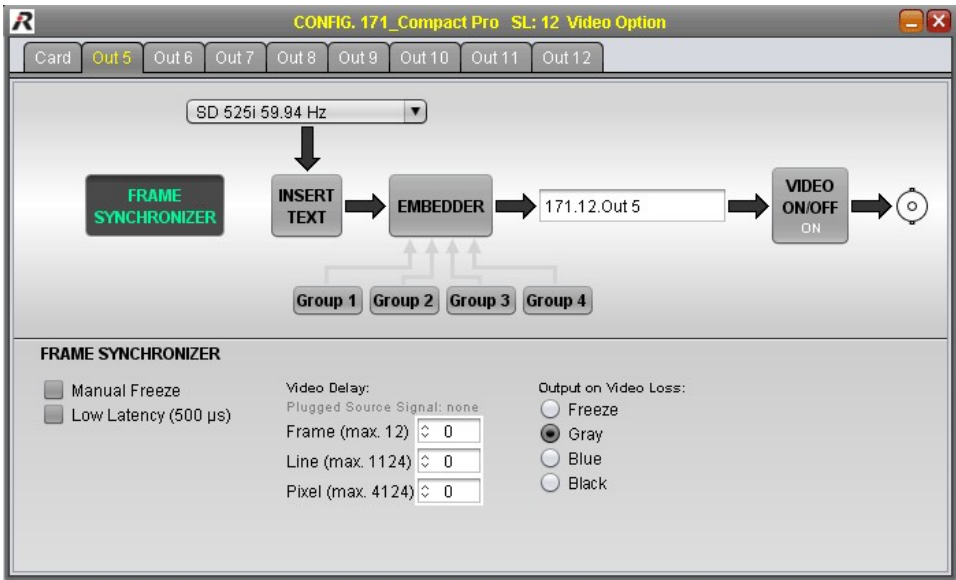 R CONFIG. 171_Compact Pro SL: 12 Video Option
Card Out 5 Out 6 Out 7 Out 8 Out 9 Out 10 Out 11 Out 12
SD 525i 59.94 Hz
FRAME
SYNCHRONIZER
INSERT
TEXT
EMBEDDER
171.12.Out 5
VIDEO
ON/OFF
ON
Group 1 Group 2 Group 3 Group 4
FRAME SYNCHRONIZER
Manual Freeze
Low Latency (500 µs)
Video Delay:
Plugged Source Signal: none
Frame (max. 12) 0
Line (max. 1124) 0
Pixel (max. 4124) 0
Output on Video Loss:
Freeze
Gray
Blue
Black